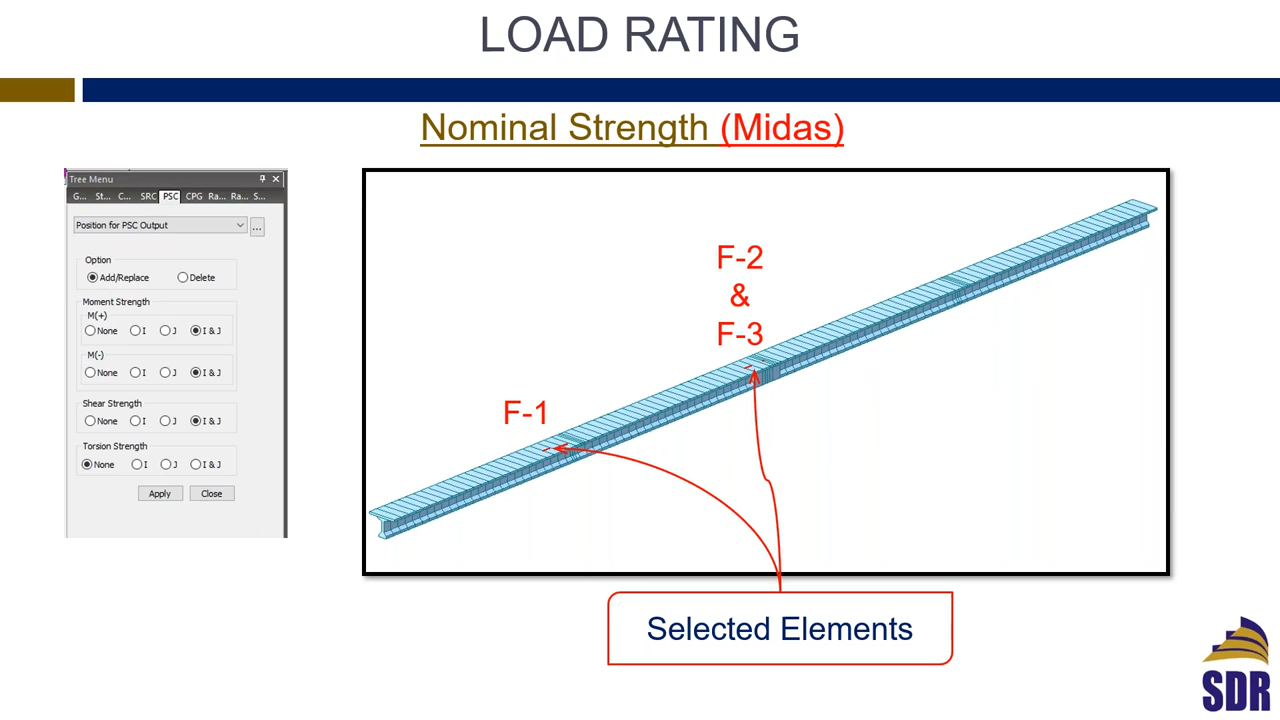 LOAD RATING
Nominal Strength (Midas)
Tree Menu
G... St... C... SRC PSC CPG Ra... Ra... S...
Position for PSC Output
...
Option
Add/Replace Delete
Moment Strength
M(+)
None I J I & J
M(-)
None I J I & J
Shear Strength
None I J I & J
Torsion Strength
None I J I & J
Apply Close
F-2
&
F-3
F-1
Selected Elements
SDR